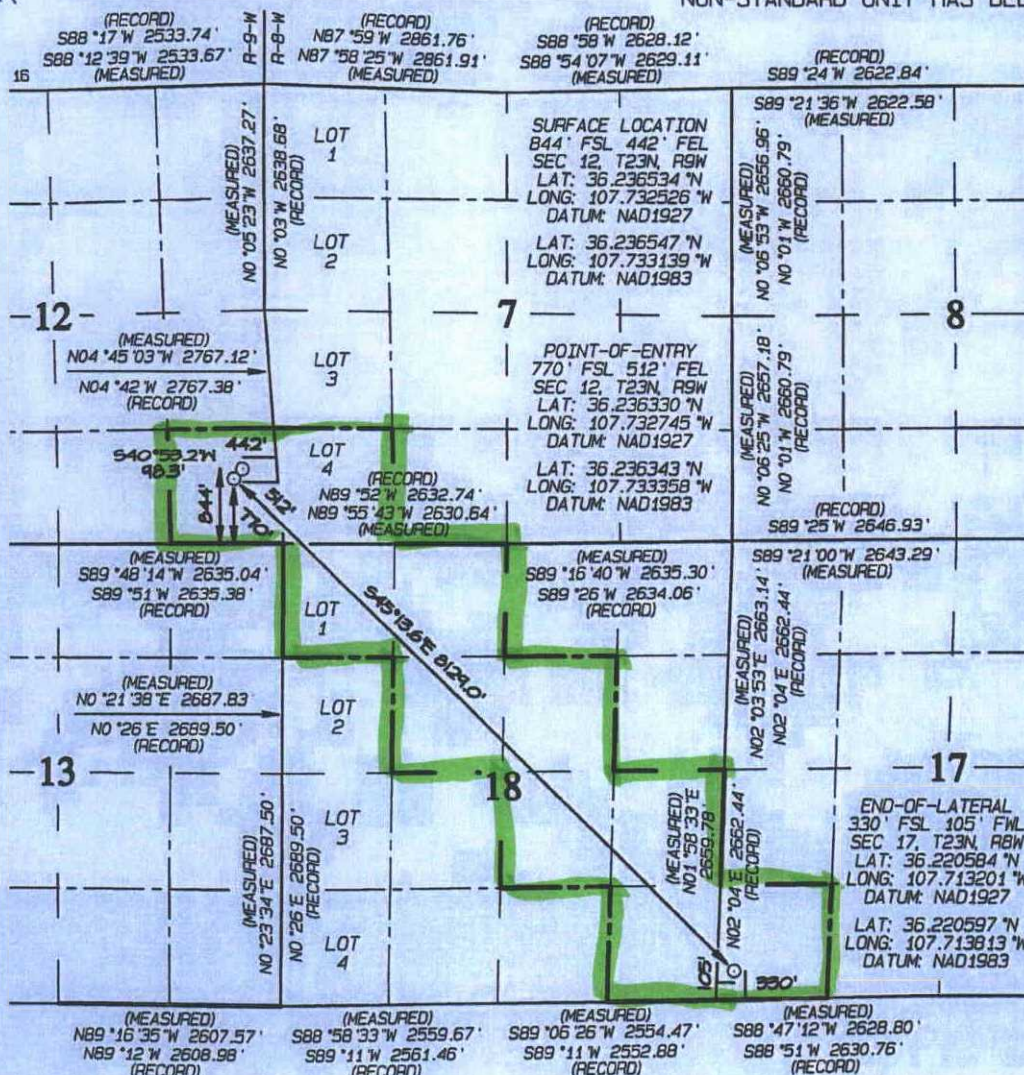 NON-STANDARD UNIT HAS BEE
(RECORD)
S88°17'W 2533.74'
S88°12'39"W 2533.67'
(MEASURED)
R-9-W
R-8-W
(RECORD)
N87°59'W 2861.76'
N87°58'25"W 2861.91'
(MEASURED)
(RECORD)
S88°58'W 2628.12'
S88°54'07"W 2629.11'
(MEASURED)
(RECORD)
S89°24'W 2622.84'
S89°21'36"W 2622.58'
(MEASURED)
16
(MEASURED)
N0°05'23"W 2637.27'
N0°03'W 2638.68'
(RECORD)
LOT
1
LOT
2
SURFACE LOCATION
844' FSL 442' FEL
SEC 12, T23N, R9W
LAT: 36.236534°N
LONG: 107.732526°W
DATUM: NAD1927
LAT: 36.236547°N
LONG: 107.733139°W
DATUM: NAD1983
(MEASURED)
N0°06'53"W 2656.96'
N0°01'W 2660.79'
(RECORD)
12
7
8
(MEASURED)
N04°45'03"W 2767.12'
N04°42'W 2767.38'
(RECORD)
LOT
3
POINT-OF-ENTRY
770' FSL 512' FEL
SEC 12, T23N, R9W
LAT: 36.236330°N
LONG: 107.732745°W
DATUM: NAD1927
LAT: 36.236343°N
LONG: 107.733358°W
DATUM: NAD1983
(MEASURED)
N0°06'25"W 2657.18'
N0°01'W 2660.79'
(RECORD)
S40°53.2'W
98.3'
442'
LOT
4
844'
770'
512'
(RECORD)
N89°52'W 2632.74'
N89°55'43"W 2630.64'
(MEASURED)
(RECORD)
S89°25'W 2646.93'
S89°21'00"W 2643.29'
(MEASURED)
(MEASURED)
S89°48'14"W 2635.04'
S89°51'W 2635.38'
(RECORD)
(MEASURED)
S89°16'40"W 2635.30'
S89°26'W 2634.06'
(RECORD)
LOT
1
S45°13.6'E 8129.0'
(MEASURED)
N02°03'53"E 2663.14'
N02°04'E 2662.44'
(RECORD)
(MEASURED)
N0°21'38"E 2687.83
N0°26'E 2689.50'
(RECORD)
LOT
2
13
18
17
(MEASURED)
N0°23'34"E 2687.50'
N0°26'E 2689.50'
(RECORD)
LOT
3
LOT
4
(MEASURED)
N01°58'33"E
2659.78'
N02°04'E 2662.44'
(RECORD)
END-OF-LATERAL
330' FSL 105' FWL
SEC 17, T23N, R8W
LAT: 36.220584°N
LONG: 107.713201°W
DATUM: NAD1927
LAT: 36.220597°N
LONG: 107.713813°W
DATUM: NAD1983
105'
330'
(MEASURED)
N89°16'35"W 2607.57'
N89°12'W 2608.98'
(RECORD)
(MEASURED)
S88°58'33"W 2559.67'
S89°11'W 2561.46'
(RECORD)
(MEASURED)
S89°06'26"W 2554.47'
S89°11'W 2552.88'
(RECORD)
(MEASURED)
S88°47'12"W 2628.80'
S88°51'W 2630.76'
(RECORD)